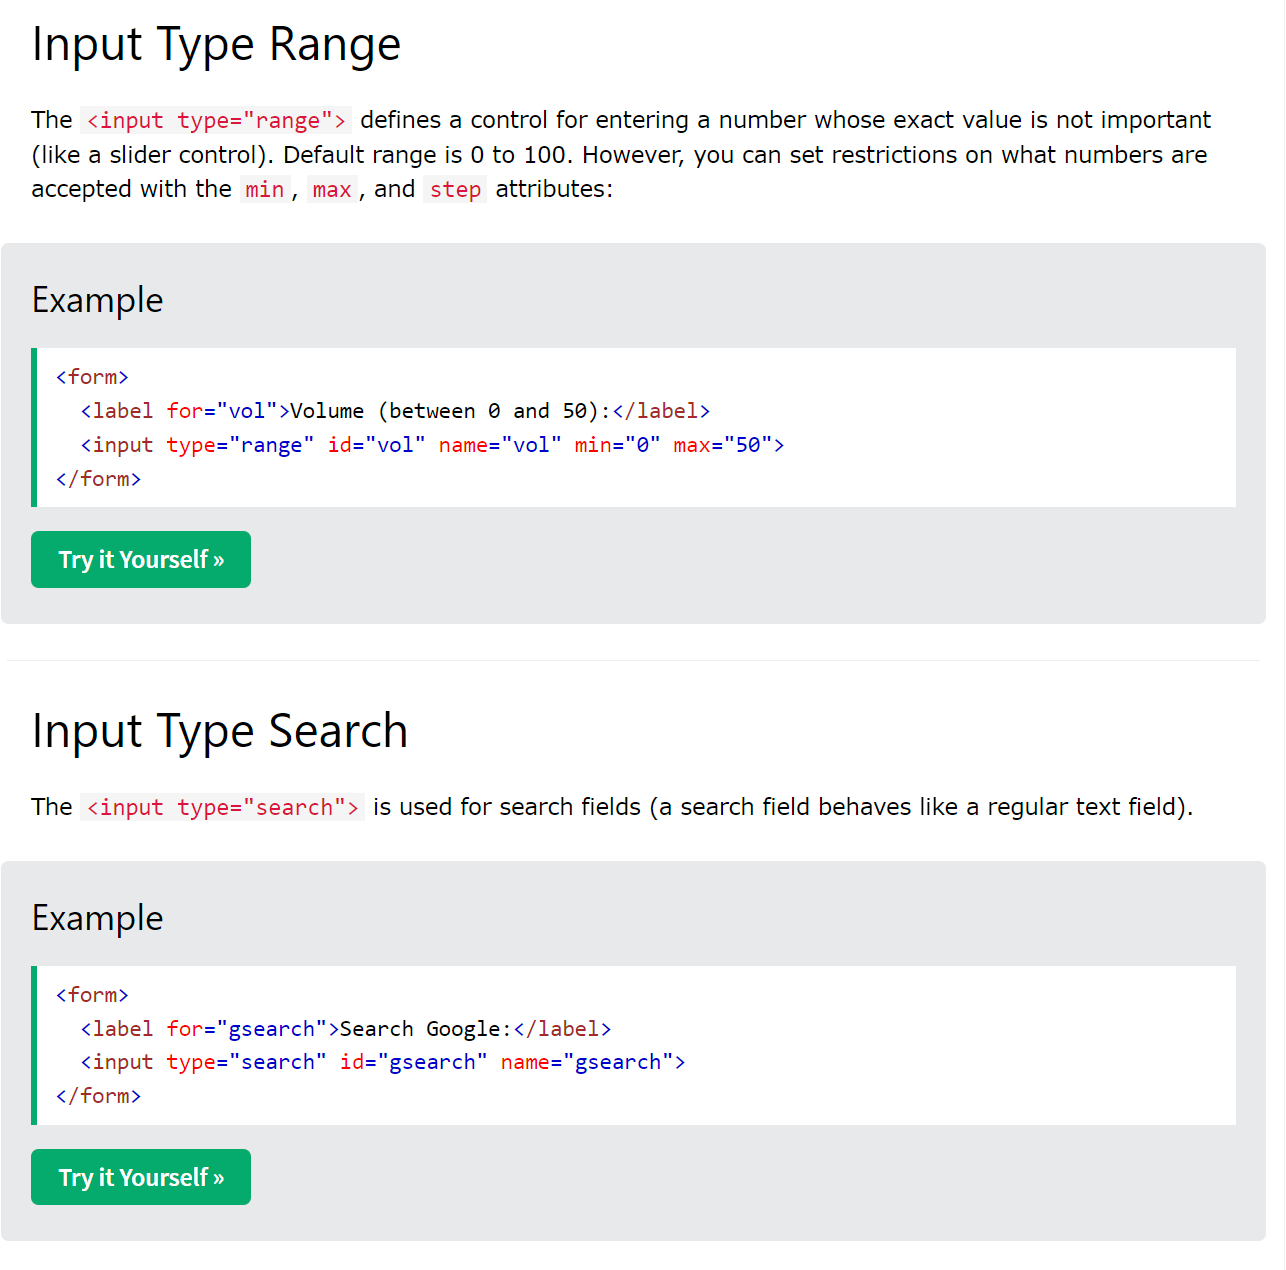 Input Type Range
The <input type="range"> defines a control for entering a number whose exact value is not important
(like a slider control). Default range is 0 to 100. However, you can set restrictions on what numbers are
accepted with the min, max, and step attributes:
Example
<form>
  <label for="vol">Volume (between 0 and 50):</label>
  <input type="range" id="vol" name="vol" min="0" max="50">
</form>
Try it Yourself »
Input Type Search
The <input type="search"> is used for search fields (a search field behaves like a regular text field).
Example
<form>
  <label for="gsearch">Search Google:</label>
  <input type="search" id="gsearch" name="gsearch">
</form>
Try it Yourself »